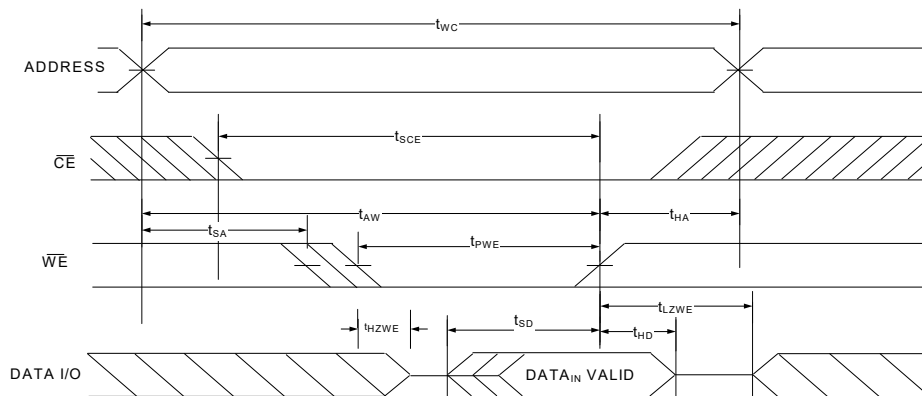 tWC
ADDRESS
tSCE
CE
tAW
tHA
tSA
tPWE
WE
tLZWE
tHZWE
tSD
tHD
DATA I/O
DATAIN VALID